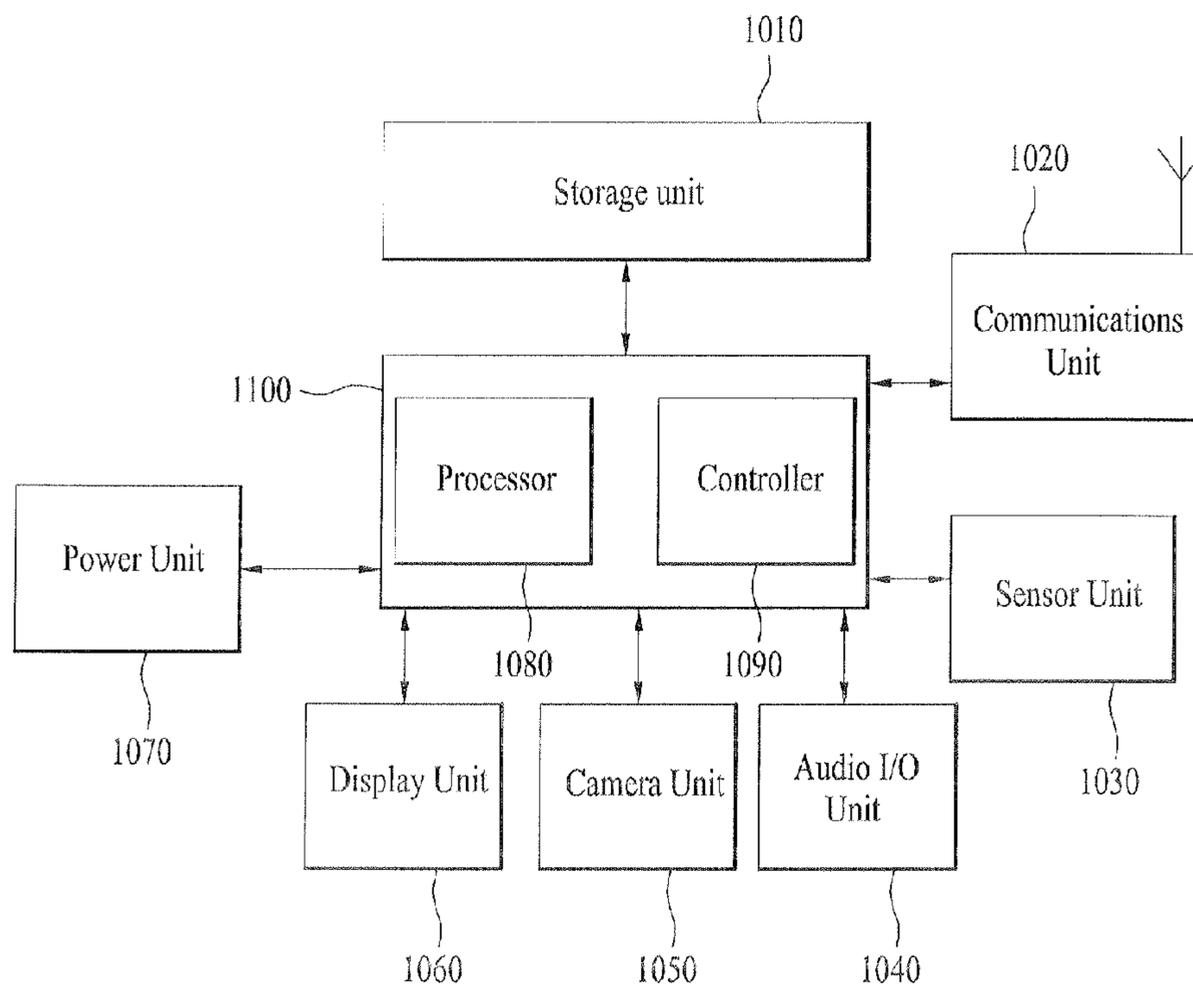 1010
Storage unit
1020
Communications
Unit
1100
Processor
Controller
Power Unit
Sensor Unit
1080
1090
1070
Display Unit
Camera Unit
Audio I/O
Unit
1030
1060
1050
1040